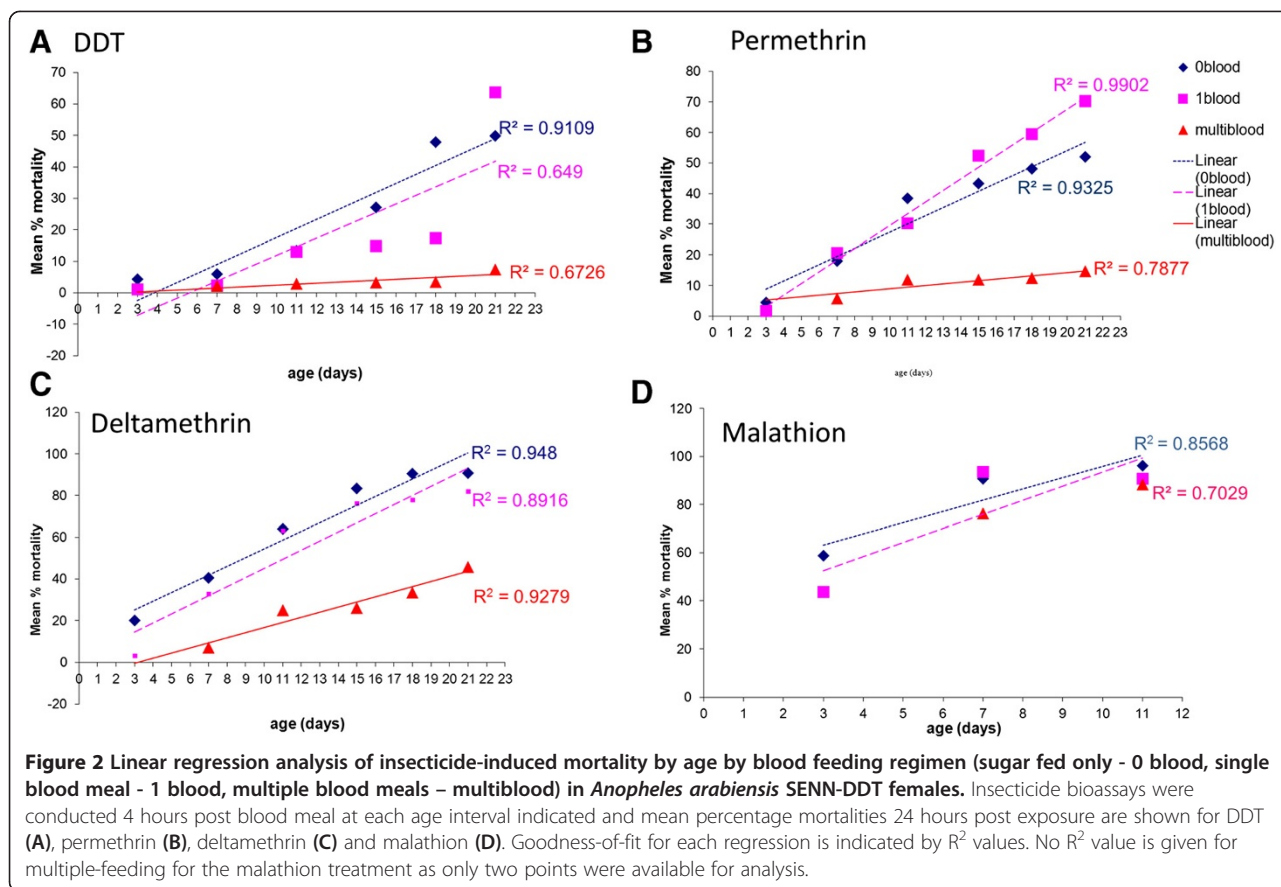 A DDT
70
60
50
40
30
20
10
0
-10
-20
Mean % mortality
0 1 2 3 4 5 6 7 8 9 10 11 12 13 14 15 16 17 18 19 20 21 22 23
age (days)
R² = 0.9109
R² = 0.649
R² = 0.6726
B Permethrin
80
70
60
50
40
30
20
10
0
Mean % mortality
0 1 2 3 4 5 6 7 8 9 10 11 12 13 14 15 16 17 18 19 20 21 22 23
age (days)
R² = 0.9902
R² = 0.9325
R² = 0.7877
0blood
1blood
multiblood
Linear
(0blood)
Linear
(1blood)
Linear
(multiblood)
C Deltamethrin
120
100
80
60
40
20
0
-20
Mean % mortality
0 1 2 3 4 5 6 7 8 9 10 11 12 13 14 15 16 17 18 19 20 21 22 23
age (days)
R² = 0.948
R² = 0.8916
R² = 0.9279
D Malathion
120
100
80
60
40
20
0
Mean % mortality
0 1 2 3 4 5 6 7 8 9 10 11 12
age (days)
R² = 0.8568
R² = 0.7029
Figure 2 Linear regression analysis of insecticide-induced mortality by age by blood feeding regimen (sugar fed only - 0 blood, single
blood meal - 1 blood, multiple blood meals – multiblood) in Anopheles arabiensis SENN-DDT females. Insecticide bioassays were
conducted 4 hours post blood meal at each age interval indicated and mean percentage mortalities 24 hours post exposure are shown for DDT
(A), permethrin (B), deltamethrin (C) and malathion (D). Goodness-of-fit for each regression is indicated by R² values. No R² value is given for
multiple-feeding for the malathion treatment as only two points were available for analysis.